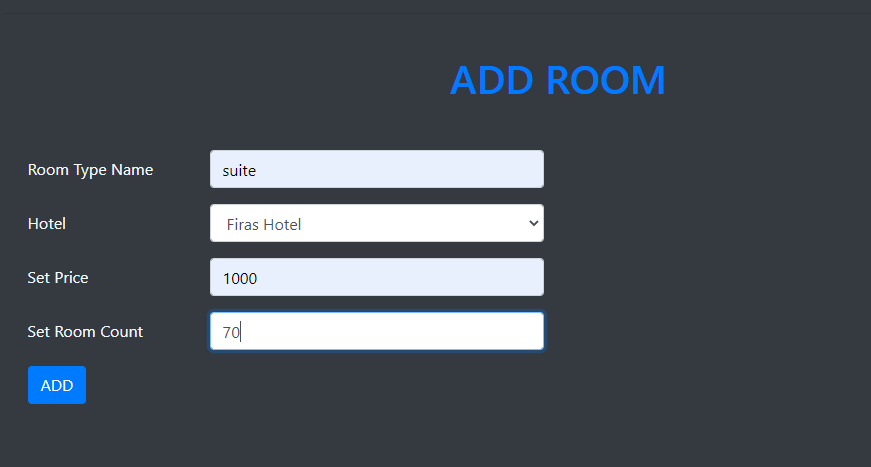 ADD ROOM
Room Type Name suite
Hotel Firas Hotel
Set Price 1000
Set Room Count 70
ADD